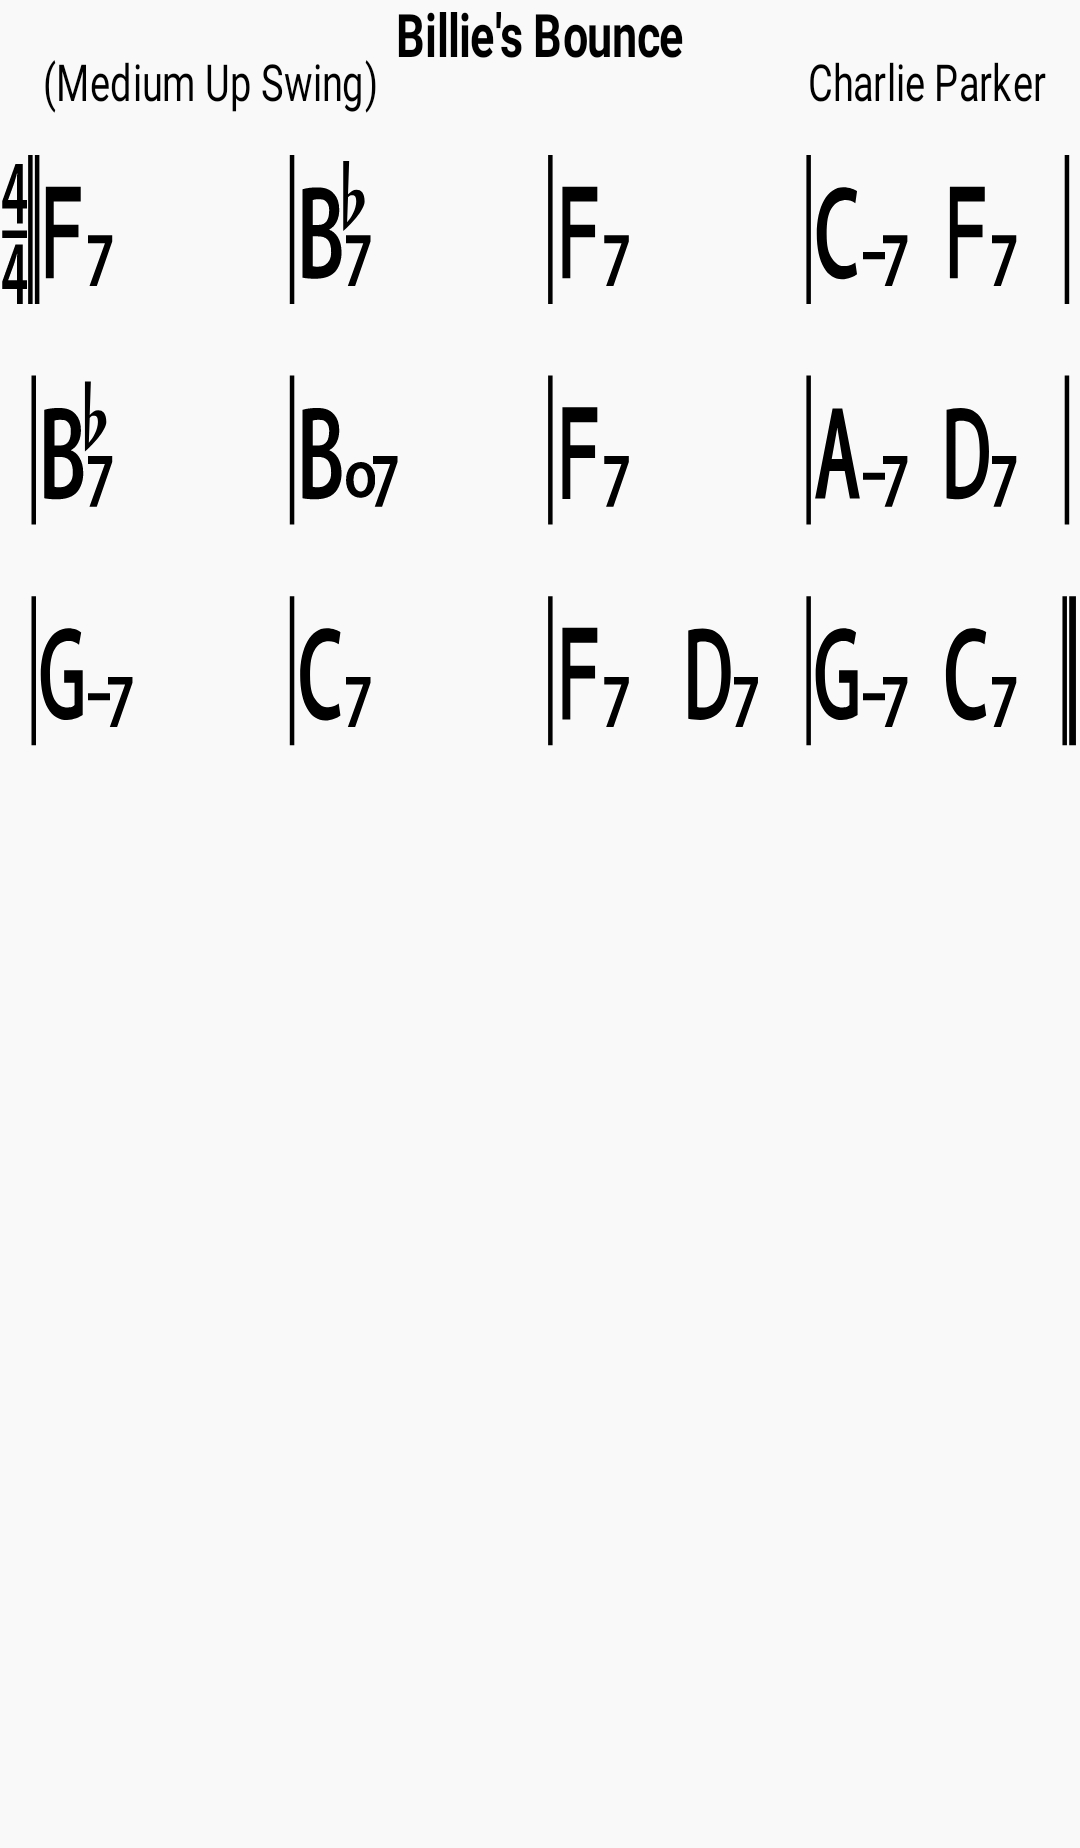 Billie's Bounce
(Medium Up Swing) Charlie Parker
4/4 F7 B♭7 F7 C-7 F7
B♭7 Bo7 F7 A-7 D7
G-7 C7 F7 D7 G-7 C7